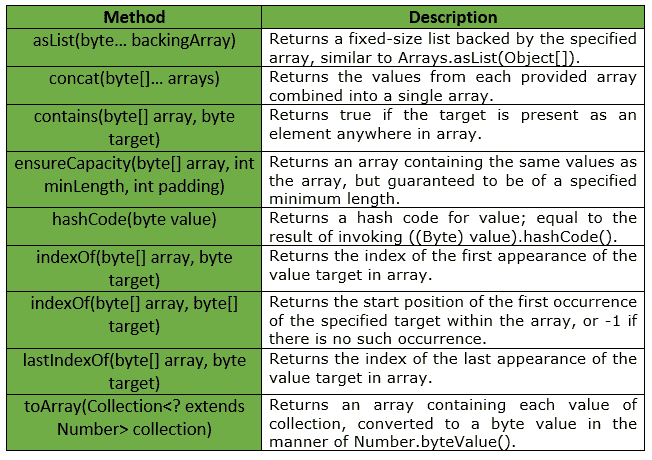 Method
Description
asList(byte… backingArray)
Returns a fixed-size list backed by the specified
array, similar to Arrays.asList(Object[]).
concat(byte[]… arrays)
Returns the values from each provided array
combined into a single array.
contains(byte[] array, byte
target)
Returns true if the target is present as an
element anywhere in array.
ensureCapacity(byte[] array, int
minLength, int padding)
Returns an array containing the same values as
the array, but guaranteed to be of a specified
minimum length.
hashCode(byte value)
Returns a hash code for value; equal to the
result of invoking ((Byte) value).hashCode().
indexOf(byte[] array, byte
target)
Returns the index of the first appearance of the
value target in array.
indexOf(byte[] array, byte[]
target)
Returns the start position of the first occurrence
of the specified target within the array, or -1 if
there is no such occurrence.
lastIndexOf(byte[] array, byte
target)
Returns the index of the last appearance of the
value target in array.
toArray(Collection<? extends
Number> collection)
Returns an array containing each value of
collection, converted to a byte value in the
manner of Number.byteValue().